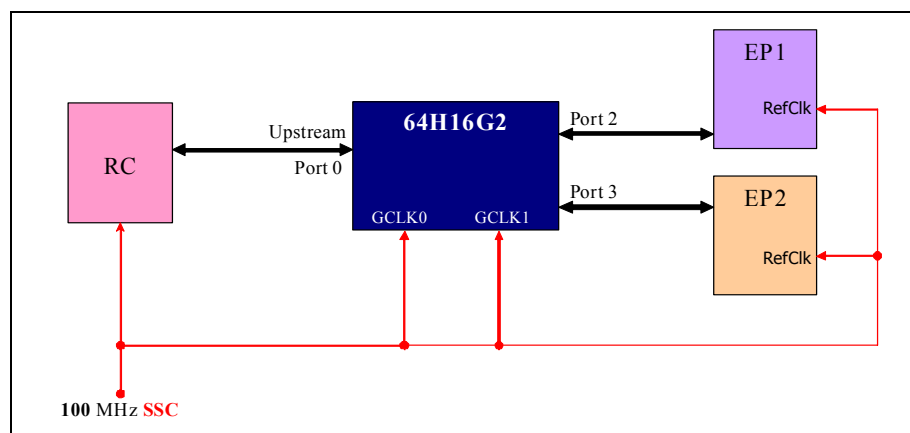 EP1
RefClk
64H16G2
Port 2
Upstream
Port 0
RC
Port 3
GCLK0 GCLK1
EP2
RefClk
100 MHz SSC